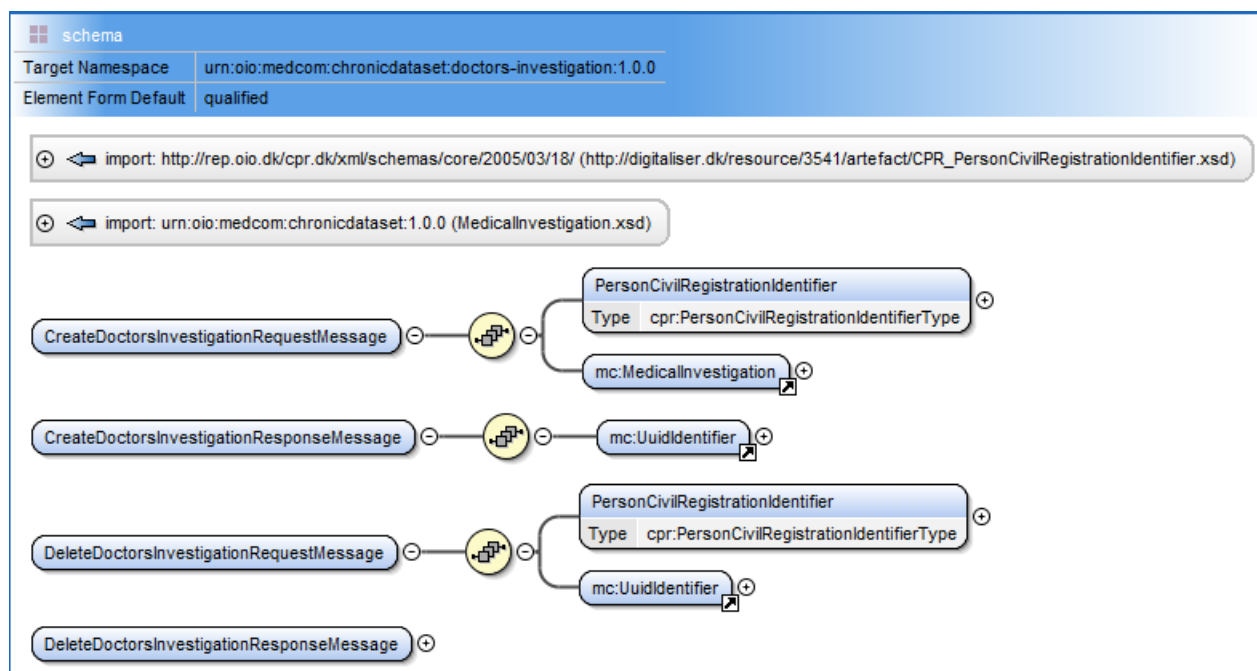 schema
Target Namespace urn:oio:medcom:chronicdataset:doctors-investigation:1.0.0
Element Form Default qualified
import: http://rep.oio.dk/cpr.dk/xml/schemas/core/2005/03/18/ (http://digitaliser.dk/resource/3541/artefact/CPR_PersonCivilRegistrationIdentifier.xsd)
import: urn:oio:medcom:chronicdataset:1.0.0 (MedicalInvestigation.xsd)
PersonCivilRegistrationIdentifier
Type cpr:PersonCivilRegistrationIdentifierType
CreateDoctorsInvestigationRequestMessage
mc:MedicalInvestigation
CreateDoctorsInvestigationResponseMessage mc:UuidIdentifier
PersonCivilRegistrationIdentifier
Type cpr:PersonCivilRegistrationIdentifierType
DeleteDoctorsInvestigationRequestMessage
mc:UuidIdentifier
DeleteDoctorsInvestigationResponseMessage